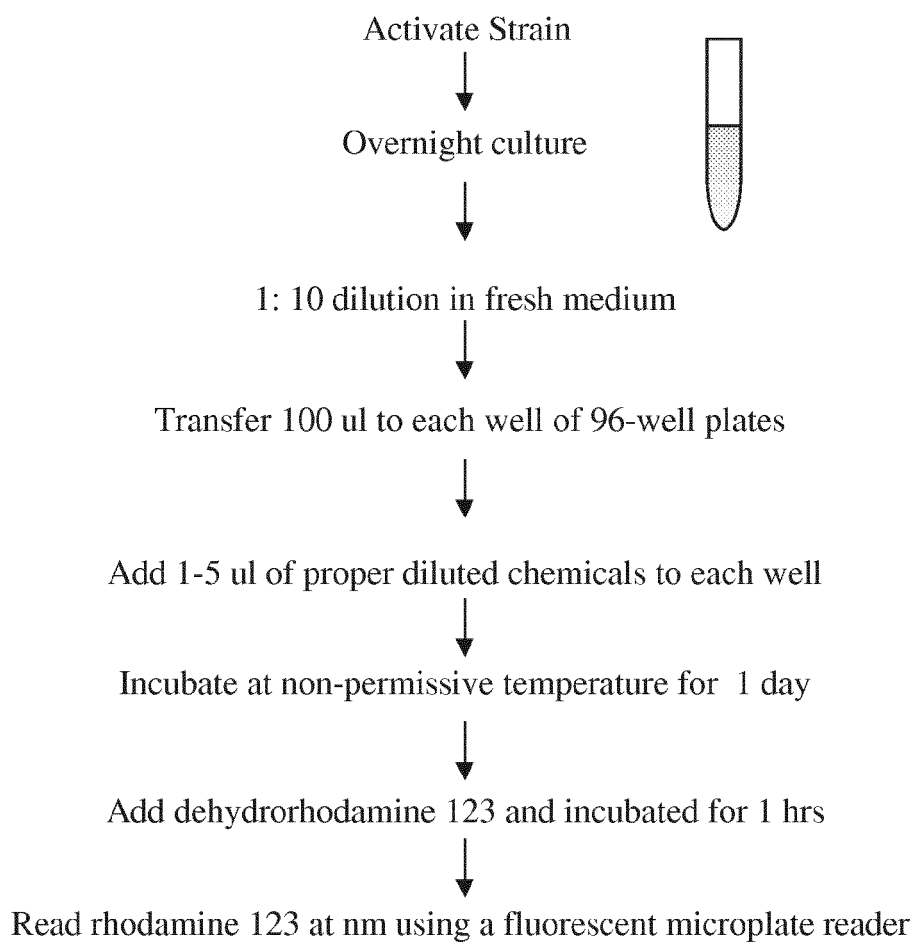 Activate Strain
Overnight culture
1: 10 dilution in fresh medium
Transfer 100 ul to each well of 96-well plates
Add 1-5 ul of proper diluted chemicals to each well
Incubate at non-permissive temperature for 1 day
Add dehydrorhodamine 123 and incubated for 1 hrs
Read rhodamine 123 at nm using a fluorescent microplate reader